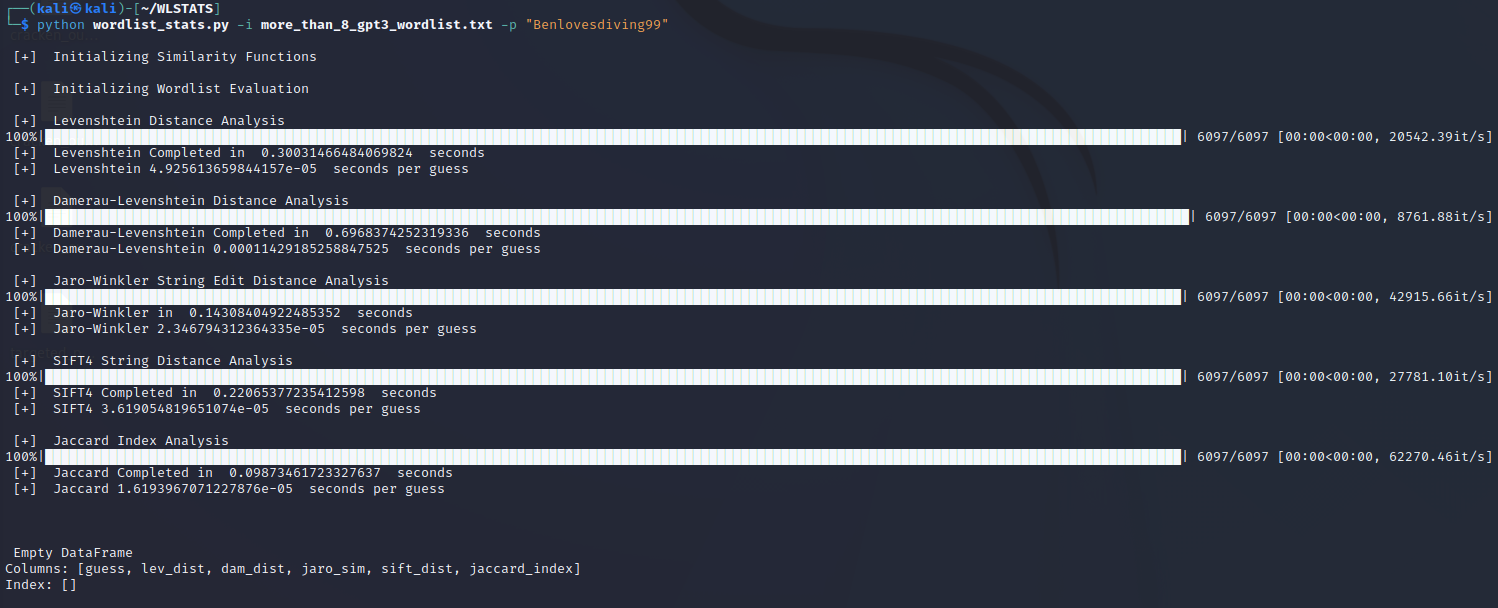 ┌──(kali㉿kali)-[~/WLSTATS]
└─$ python wordlist_stats.py -i more_than_8_gpt3_wordlist.txt -p "Benlovesdiving99"
[+] Initializing Similarity Functions
[+] Initializing Wordlist Evaluation
[+] Levenshtein Distance Analysis
100%| | 6097/6097 [00:00<00:00, 20542.39it/s]
[+] Levenshtein Completed in 0.30031466484069824 seconds
[+] Levenshtein 4.925613659844157e-05 seconds per guess
[+] Damerau-Levenshtein Distance Analysis
100%| | 6097/6097 [00:00<00:00, 8761.88it/s]
[+] Damerau-Levenshtein Completed in 0.6968374252319336 seconds
[+] Damerau-Levenshtein 0.00011429185258847525 seconds per guess
[+] Jaro-Winkler String Edit Distance Analysis
100%| | 6097/6097 [00:00<00:00, 42915.66it/s]
[+] Jaro-Winkler in 0.14308404922485352 seconds
[+] Jaro-Winkler 2.346794312364335e-05 seconds per guess
[+] SIFT4 String Distance Analysis
100%| | 6097/6097 [00:00<00:00, 27781.10it/s]
[+] SIFT4 Completed in 0.22065377235412598 seconds
[+] SIFT4 3.619054819651074e-05 seconds per guess
[+] Jaccard Index Analysis
100%| | 6097/6097 [00:00<00:00, 62270.46it/s]
[+] Jaccard Completed in 0.09873461723327637 seconds
[+] Jaccard 1.6193967071227876e-05 seconds per guess
Empty DataFrame
Columns: [guess, lev_dist, dam_dist, jaro_sim, sift_dist, jaccard_index]
Index: []